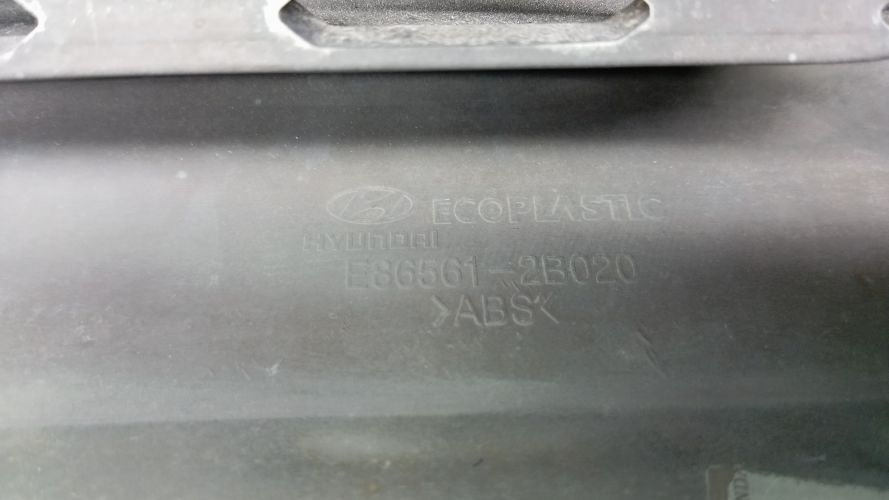 ECOPLASTIC
HYUNDAI
E86561-2B020
>ABS<